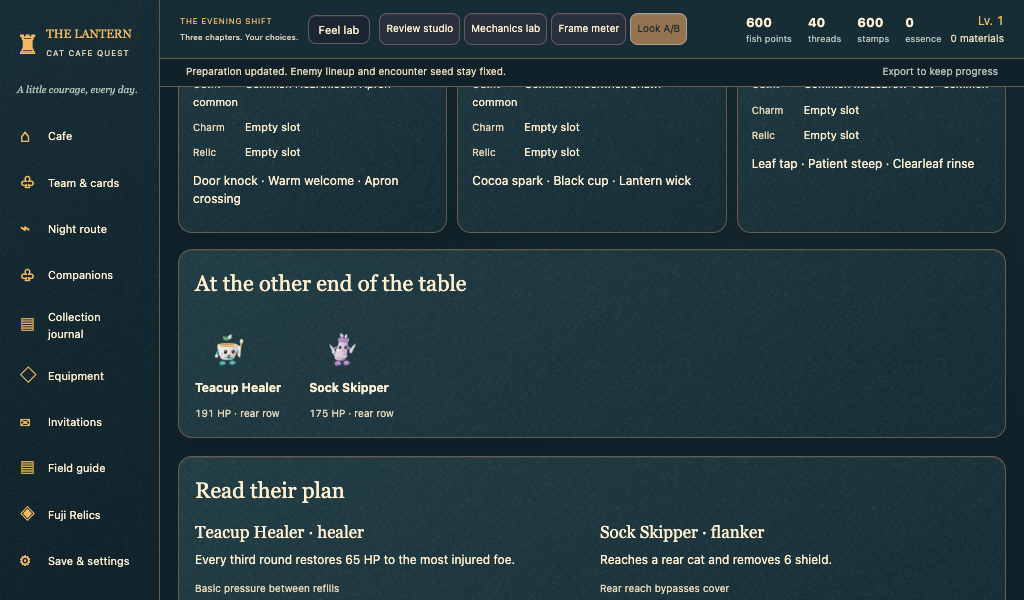 THE LANTERN
CAT CAFE QUEST
A little courage, every day.
Cafe
Team & cards
Night route
Companions
Collection
journal
Equipment
Invitations
Field guide
Fuji Relics
Save & settings
THE EVENING SHIFT
Three chapters. Your choices.
Feel lab
Review studio
Mechanics lab
Frame meter
Look A/B
600
fish points
40
threads
600
stamps
0
essence
Lv. 1
0 materials
Preparation updated. Enemy lineup and encounter seed stay fixed.
Export to keep progress
common
Charm Empty slot
Relic Empty slot
Door knock · Warm welcome · Apron
crossing
common
Charm Empty slot
Relic Empty slot
Cocoa spark · Black cup · Lantern wick
Charm Empty slot
Relic Empty slot
Leaf tap · Patient steep · Clearleaf rinse
At the other end of the table
Teacup Healer
191 HP · rear row
Sock Skipper
175 HP · rear row
Read their plan
Teacup Healer · healer
Every third round restores 65 HP to the most injured foe.
Basic pressure between refills
Sock Skipper · flanker
Reaches a rear cat and removes 6 shield.
Rear reach bypasses cover